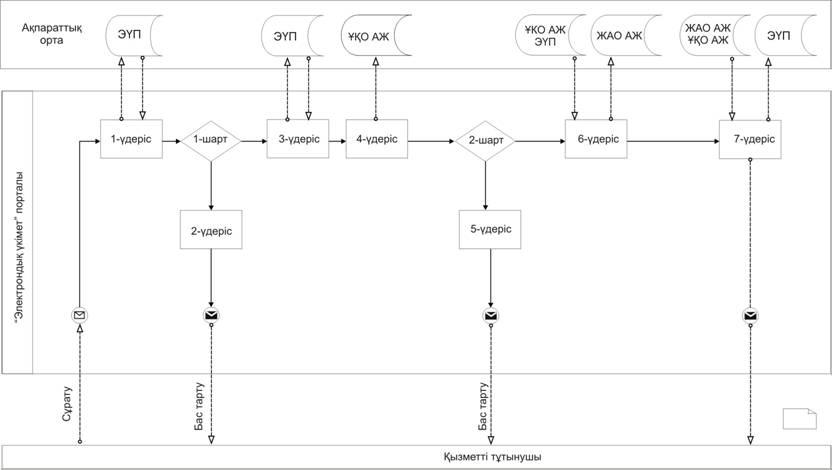 Ақпараттық
орта
ЭҮП
ЭҮП
ҰҚО АЖ
ҰКО АЖ
ЭҮП
ЖАО АЖ
ЖАО АЖ
ҰҚО АЖ
ЭҮП
"Электрондық үкімет" порталы
1-үдеріс
1-шарт
3-үдеріс
4-үдеріс
2-шарт
6-үдеріс
7-үдеріс
2-үдеріс
5-үдеріс
Сұрату
Бас тарту
Бас тарту
Қызметті тұтынушы